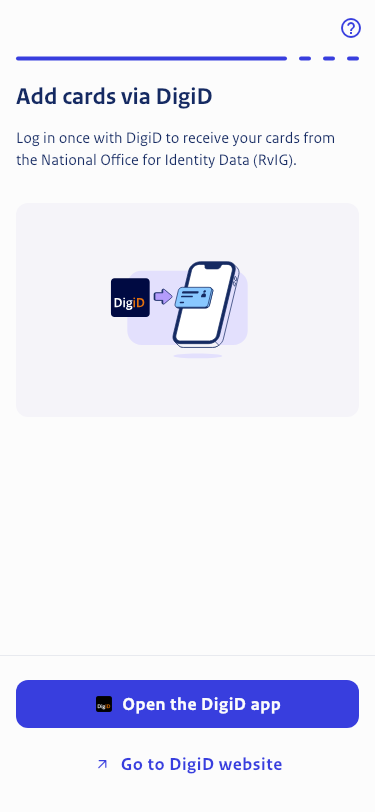 Add cards via DigiD
Log in once with DigiD to receive your cards from
the National Office for Identity Data (RvIG).
DigiD
DigiD Open the DigiD app
Go to DigiD website